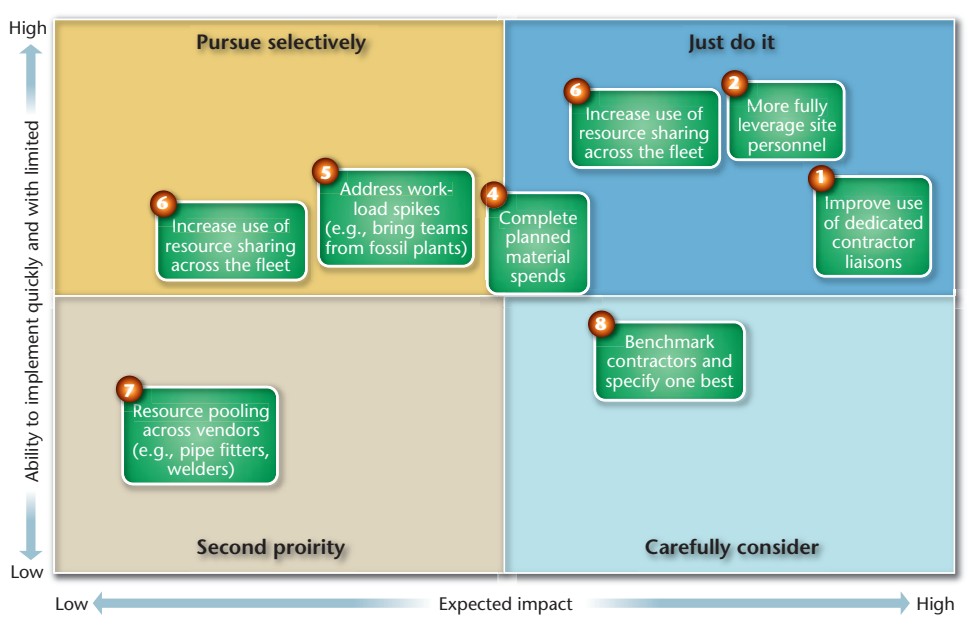 High
Pursue selectively
Just do it
6
Increase use of
resource sharing
across the fleet
2
More fully
leverage site
personnel
5
Address work-
load spikes
(e.g., bring teams
from fossil plants)
4
Complete
planned
material
spends
1
Improve use
of dedicated
contractor
liaisons
6
Increase use of
resource sharing
across the fleet
Ability to implement quickly and with limited
8
Benchmark
contractors and
specify one best
7
Resource pooling
across vendors
(e.g., pipe fitters,
welders)
Second proirity
Carefully consider
Low
Low
Expected impact
High